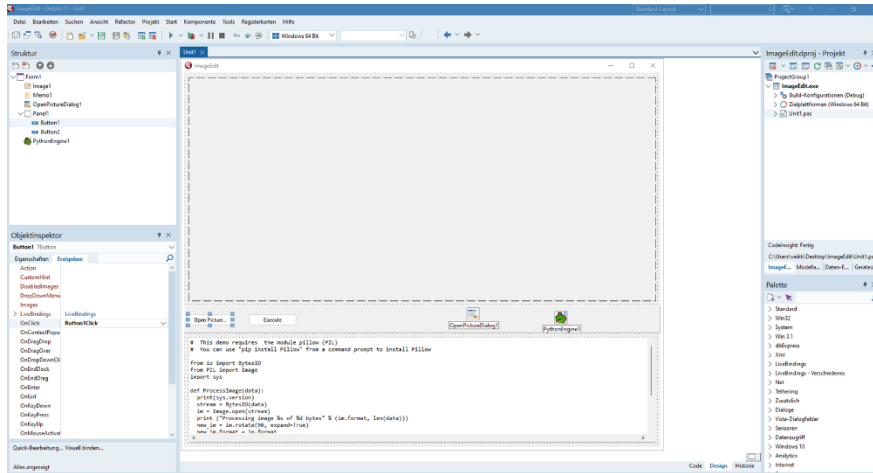 ImageEdit - Delphi 11 - Unit1
Standard Layout
Datei Bearbeiten Suchen Ansicht Refactor Projekt Start Komponente Tools Registerkarten Hilfe
Windows 64 Bit
Struktur
Form1
Image1
Memo1
OpenPictureDialog1
Panel1
Button1
Button2
PythonEngine1
Objektinspektor
Button1 TButton
Eigenschaften Ereignisse
Action
CustomHint
DisabledImages
DropDownMenu
Images
LiveBindings LiveBindings
OnClick Button1Click
OnContextPopup
OnDragDrop
OnDragOver
OnDropDownCli
OnEndDock
OnEndDrag
OnEnter
OnExit
OnKeyDown
OnKeyPress
OnKeyUp
OnMouseActivat
Quick-Bearbeitung... Visuell binden...
Alles angezeigt
Unit1
ImageEdit
Open Picture...
Execute
OpenPictureDialog1
PythonEngine1
# This demo requires the module pillow (PIL)
# You can use "pip install Pillow" from a command prompt to install Pillow
from io import BytesIO
from PIL import Image
import sys
def ProcessImage(data):
print(sys.version)
stream = BytesIO(data)
im = Image.open(stream)
print ("Processing image %s of %d bytes" % (im.format, len(data)))
new_im = im.rotate(90, expand=True)
new_im.format = im.format
Code Design Historie
ImageEdit.dproj - Projekt
ProjectGroup1
ImageEdit.exe
Build-Konfigurationen (Debug)
Zielplattformen (Windows 64 Bit)
Unit1.pas
CodeInsight: Fertig
ImageE... Modella... Daten-E...
Palette
Standard
Win32
System
Win 3.1
dbExpress
Xml
LiveBindings
LiveBindings - Verschiedenes
Net
Tethering
Zusätzlich
Dialoge
Vista-Dialogfelder
Sensoren
Datenzugriff
Windows 10
Analytics
Internet